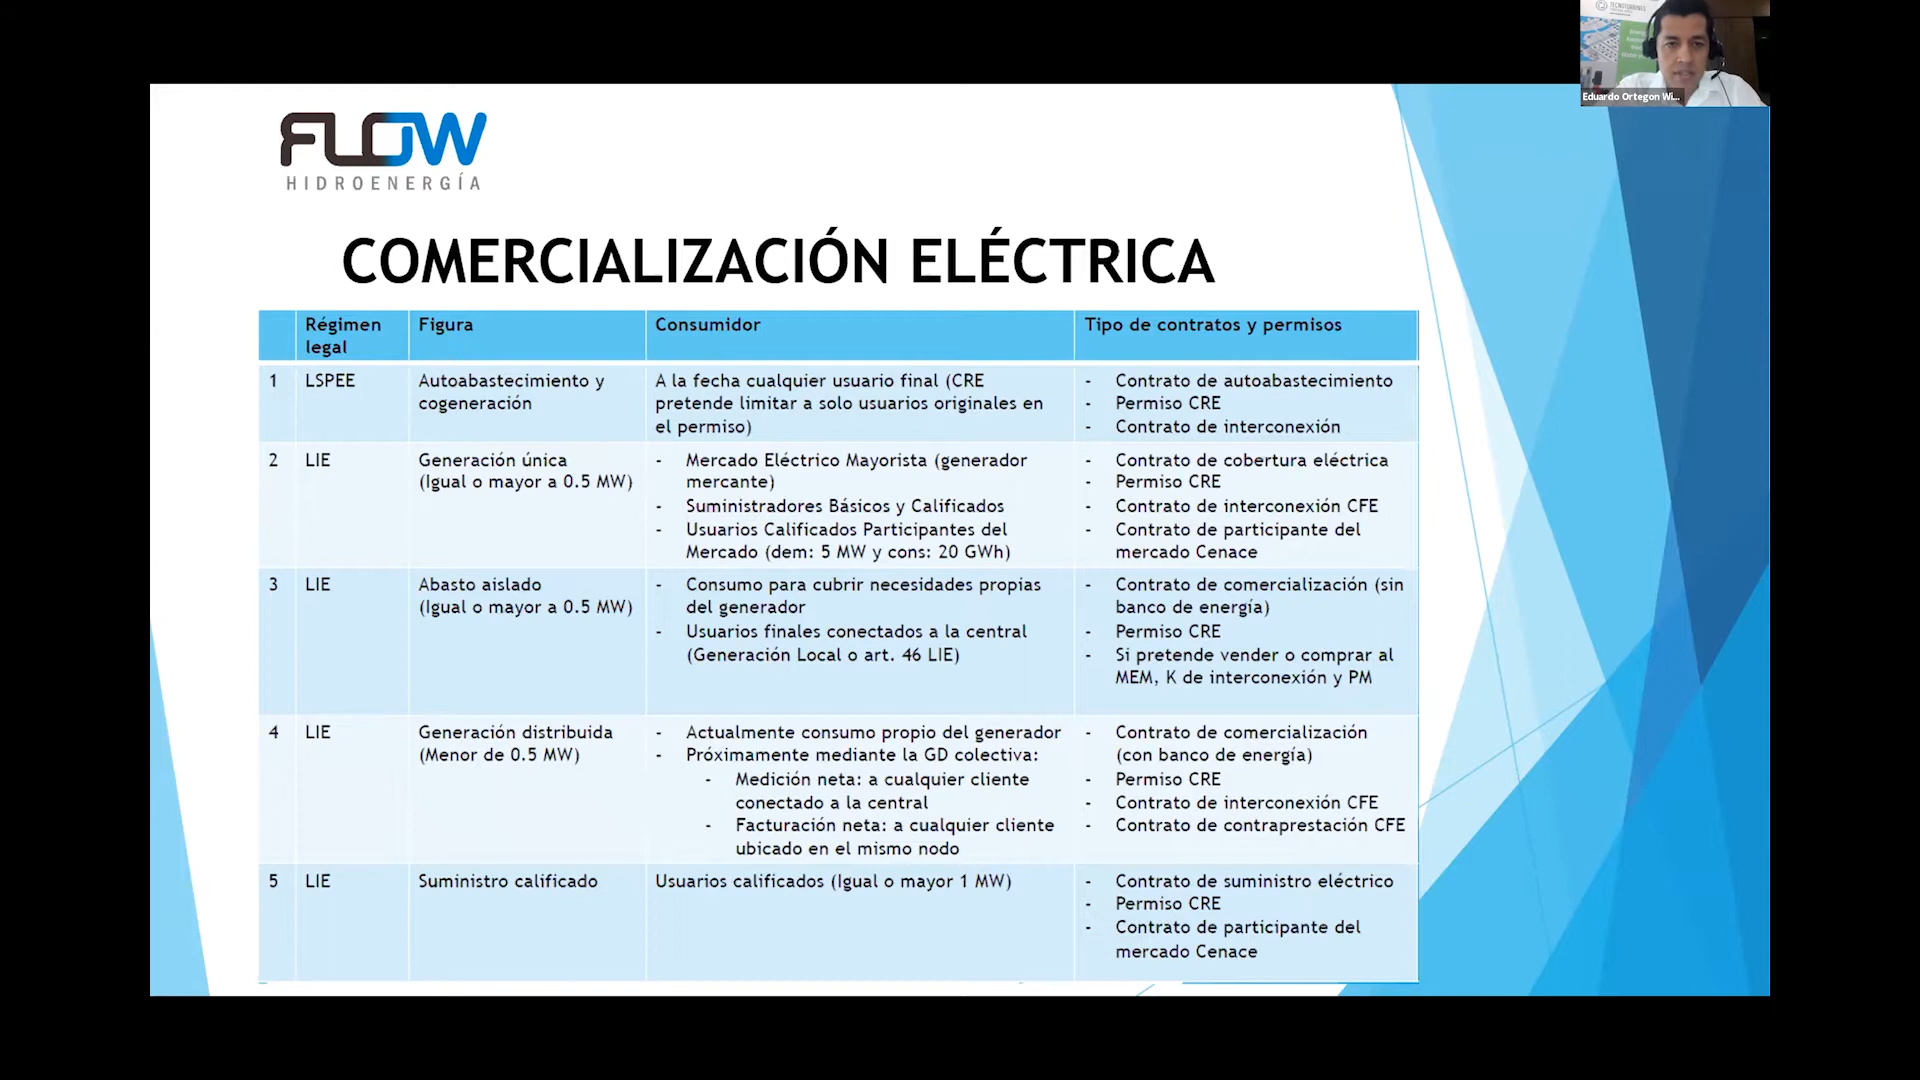 TECNOTURBINES
Eduardo Ortegon Wi...
FLOW
HIDROENERGÍA
COMERCIALIZACIÓN ELÉCTRICA
Régimen legal
Figura
Consumidor
Tipo de contratos y permisos
1
LSPEE
Autoabastecimiento y
cogeneración
A la fecha cualquier usuario final (CRE
pretende limitar a solo usuarios originales en
el permiso)
- Contrato de autoabastecimiento
- Permiso CRE
- Contrato de interconexión
2
LIE
Generación única
(Igual o mayor a 0.5 MW)
- Mercado Eléctrico Mayorista (generador
mercante)
- Suministradores Básicos y Calificados
- Usuarios Calificados Participantes del
Mercado (dem: 5 MW y cons: 20 GWh)
- Contrato de cobertura eléctrica
- Permiso CRE
- Contrato de interconexión CFE
- Contrato de participante del
mercado Cenace
3
LIE
Abasto aislado
(Igual o mayor a 0.5 MW)
- Consumo para cubrir necesidades propias
del generador
- Usuarios finales conectados a la central
(Generación Local o art. 46 LIE)
- Contrato de comercialización (sin
banco de energía)
- Permiso CRE
- Si pretende vender o comprar al
MEM, K de interconexión y PM
4
LIE
Generación distribuida
(Menor de 0.5 MW)
- Actualmente consumo propio del generador
- Próximamente mediante la GD colectiva:
- Medición neta: a cualquier cliente
conectado a la central
- Facturación neta: a cualquier cliente
ubicado en el mismo nodo
- Contrato de comercialización
(con banco de energía)
- Permiso CRE
- Contrato de interconexión CFE
- Contrato de contraprestación CFE
5
LIE
Suministro calificado
Usuarios calificados (Igual o mayor 1 MW)
- Contrato de suministro eléctrico
- Permiso CRE
- Contrato de participante del
mercado Cenace